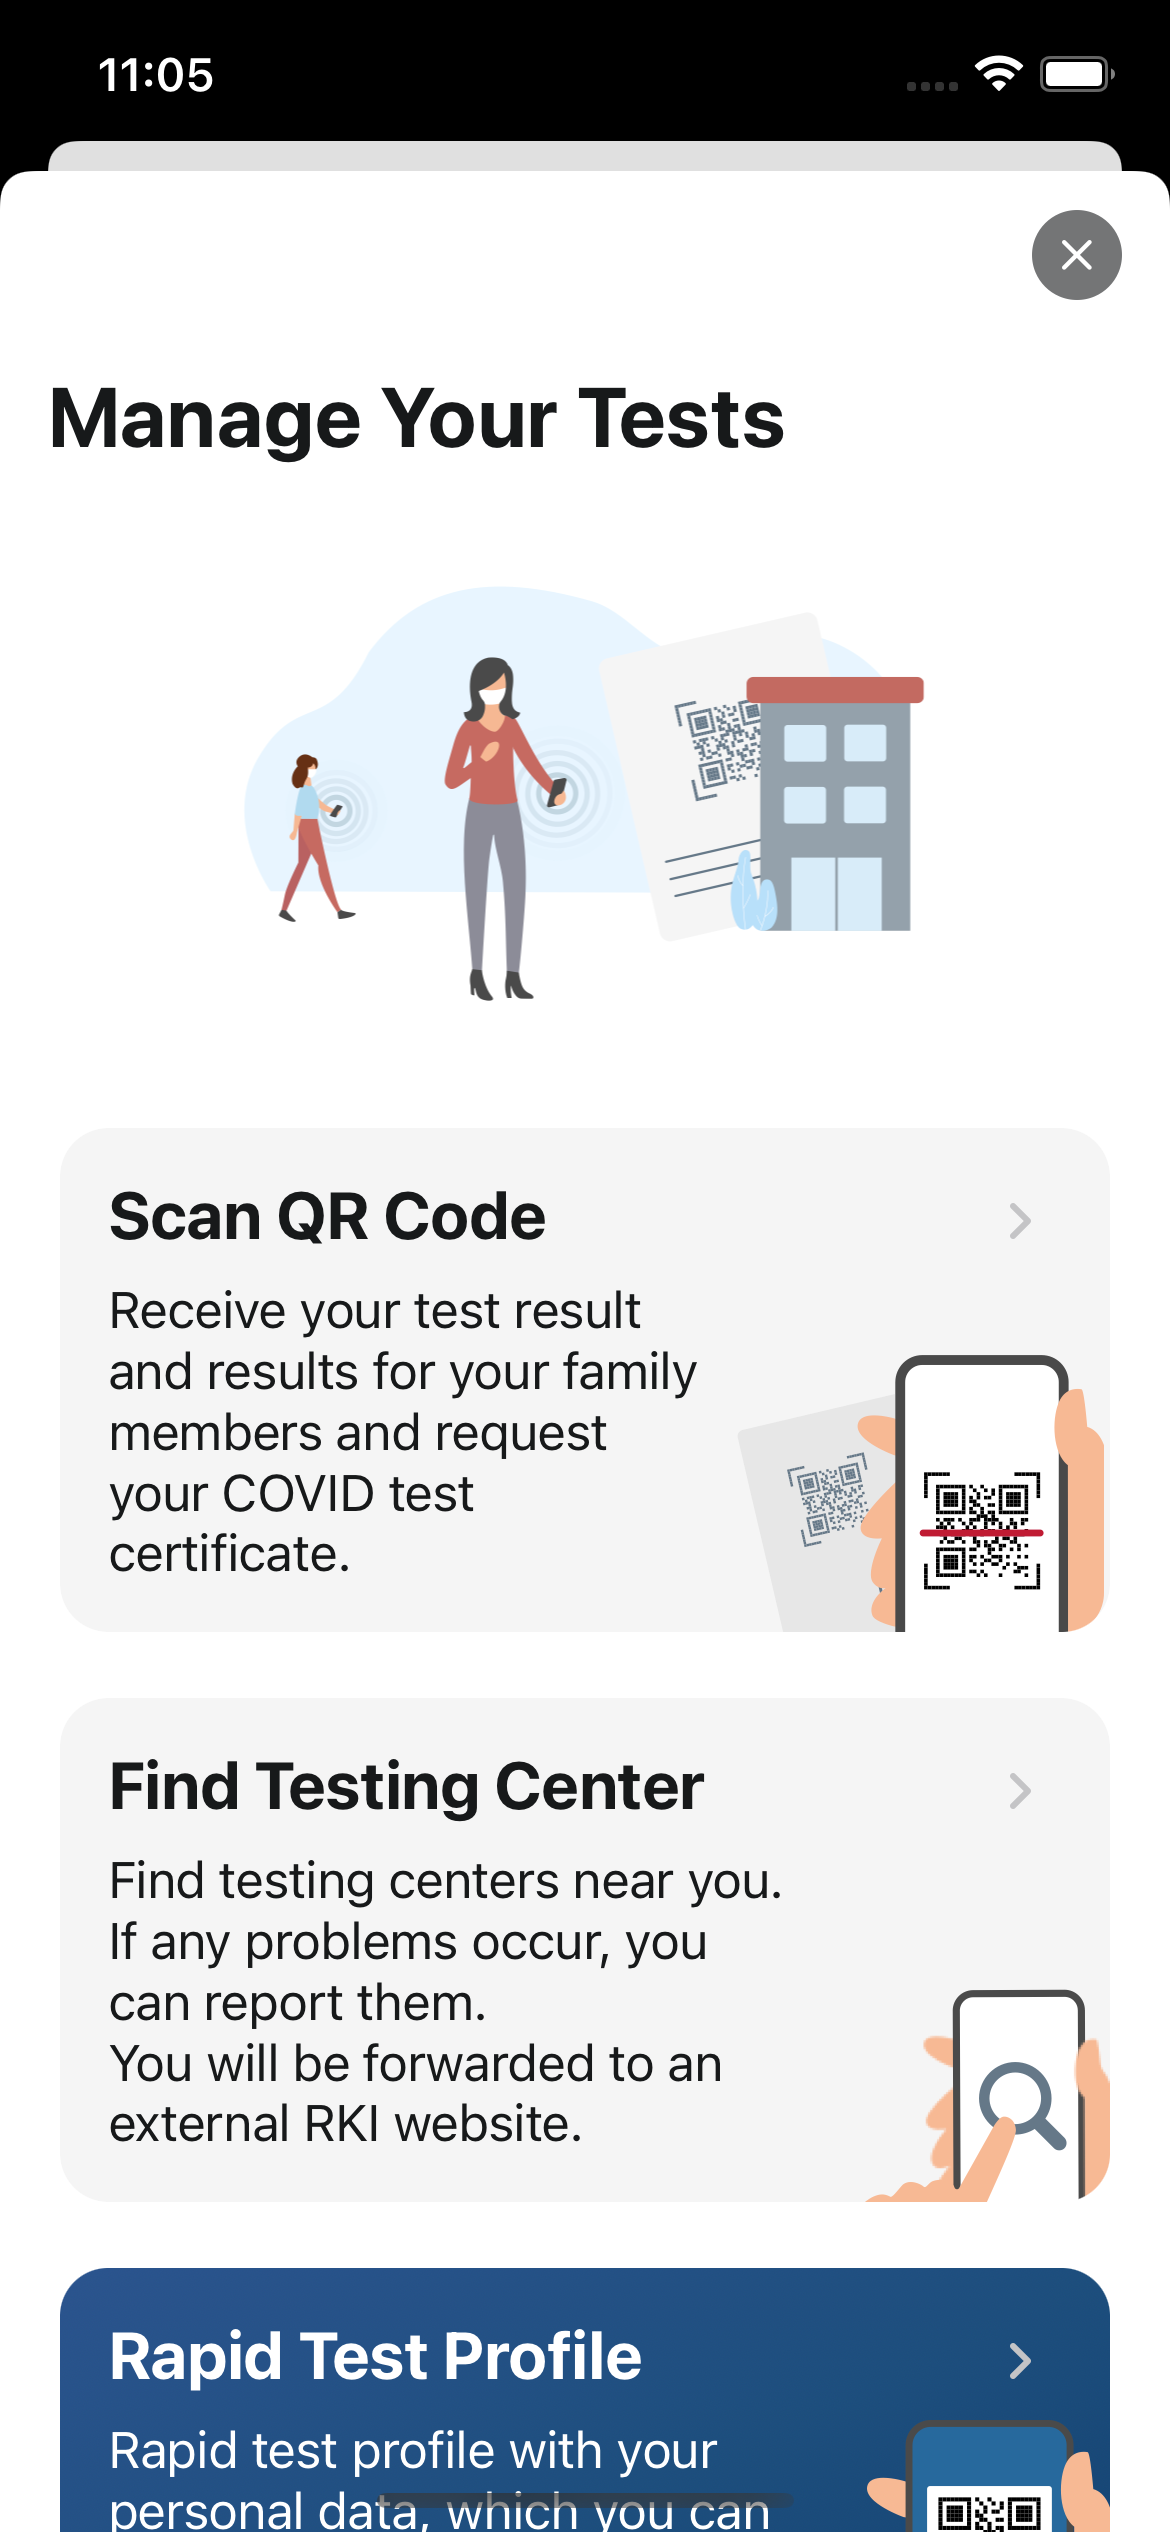 11:05
Manage Your Tests
Scan QR Code
Receive your test result
and results for your family
members and request
your COVID test
certificate.
Find Testing Center
Find testing centers near you.
If any problems occur, you
can report them.
You will be forwarded to an
external RKI website.
Rapid Test Profile
Rapid test profile with your
personal data, which you can